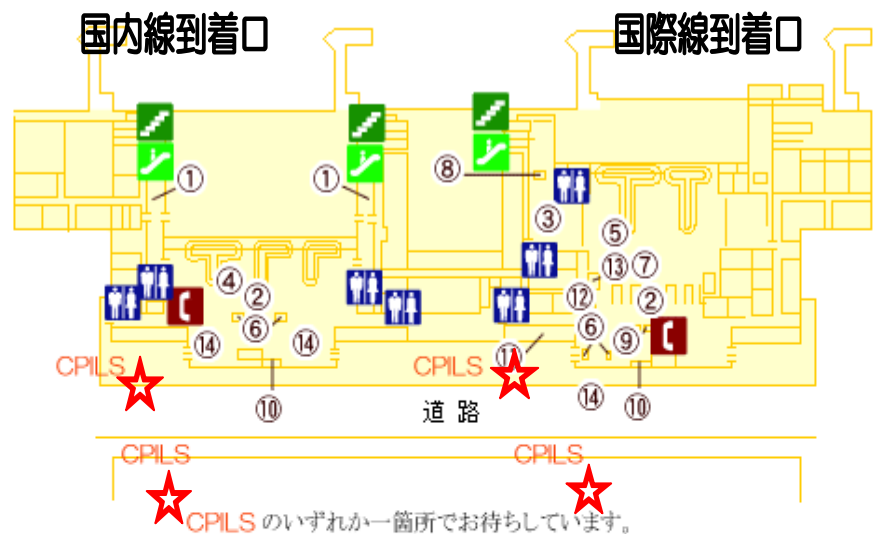 国内線到着口
国際線到着口
① ① ⑧
③
⑤
⑬ ⑦
④
②
⑫
②
⑥
⑥
⑨
⑭ ⑭
⑪
CPILS
CPILS
⑩
道路
⑭
⑩
CPILS
CPILS
CPILS のいずれか一箇所でお待ちしています。